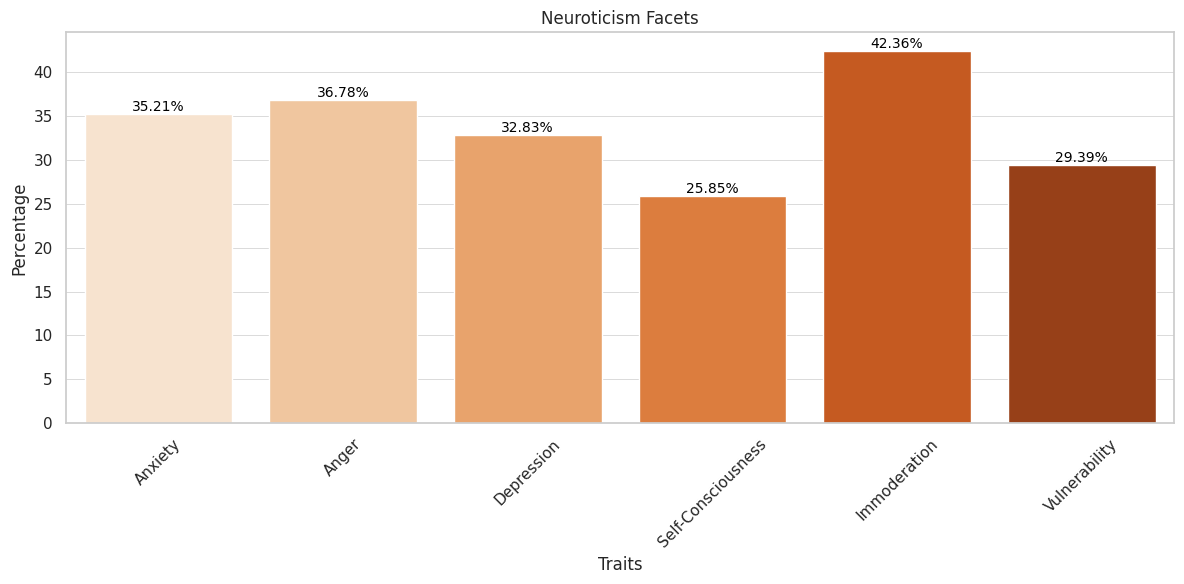 Neuroticism Facets
42.36%
40
36.78%
35.21%
35
32.83%
30
29.39%
25.85%
25
20
15
10
5
0
Percentage
Anxiety
Anger
Depression
Self-Consciousness
Immoderation
Vulnerability
Traits